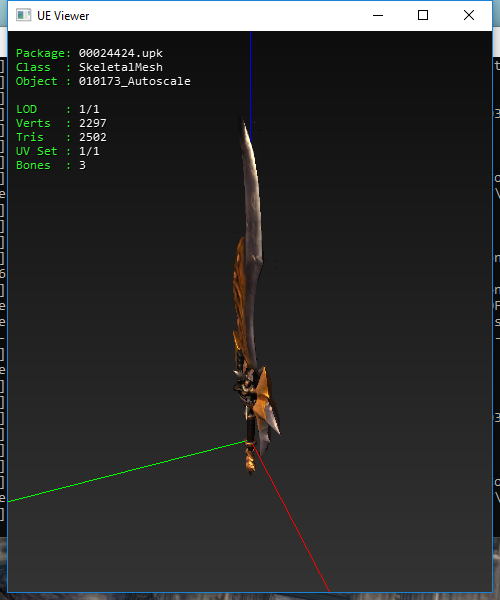 UE Viewer
Package: 00024424.upk
Class : SkeletalMesh
Object : 010173_Autoscale
LOD : 1/1
Verts : 2297
Tris : 2502
UV Set : 1/1
Bones : 3